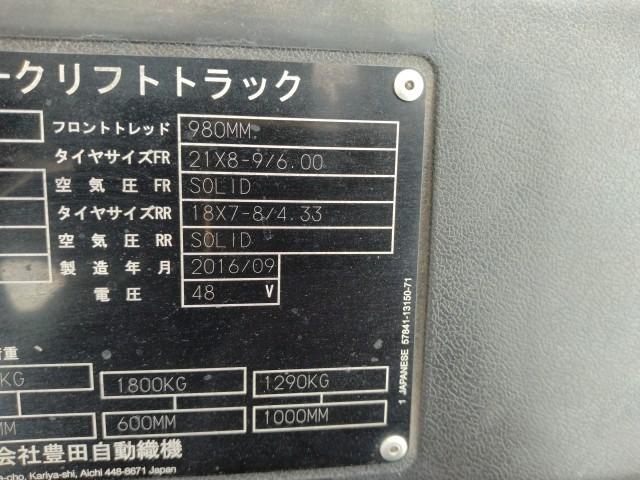 ークリフトトラック
フロントトレッド 980MM
タイヤサイズFR 21X8-9/6.00
空気圧 FR SOLID
タイヤサイズRR 18X7-8/4.33
空気圧 RR SOLID
製造年月 2016/09
電圧 48 V
荷重
KG 1800KG 1290KG
MM 600MM 1000MM
会社豊田自動織機
-cho, Kariya-shi, Aichi 448-8671 Japan
1 JAPANESE 57841-13150-71